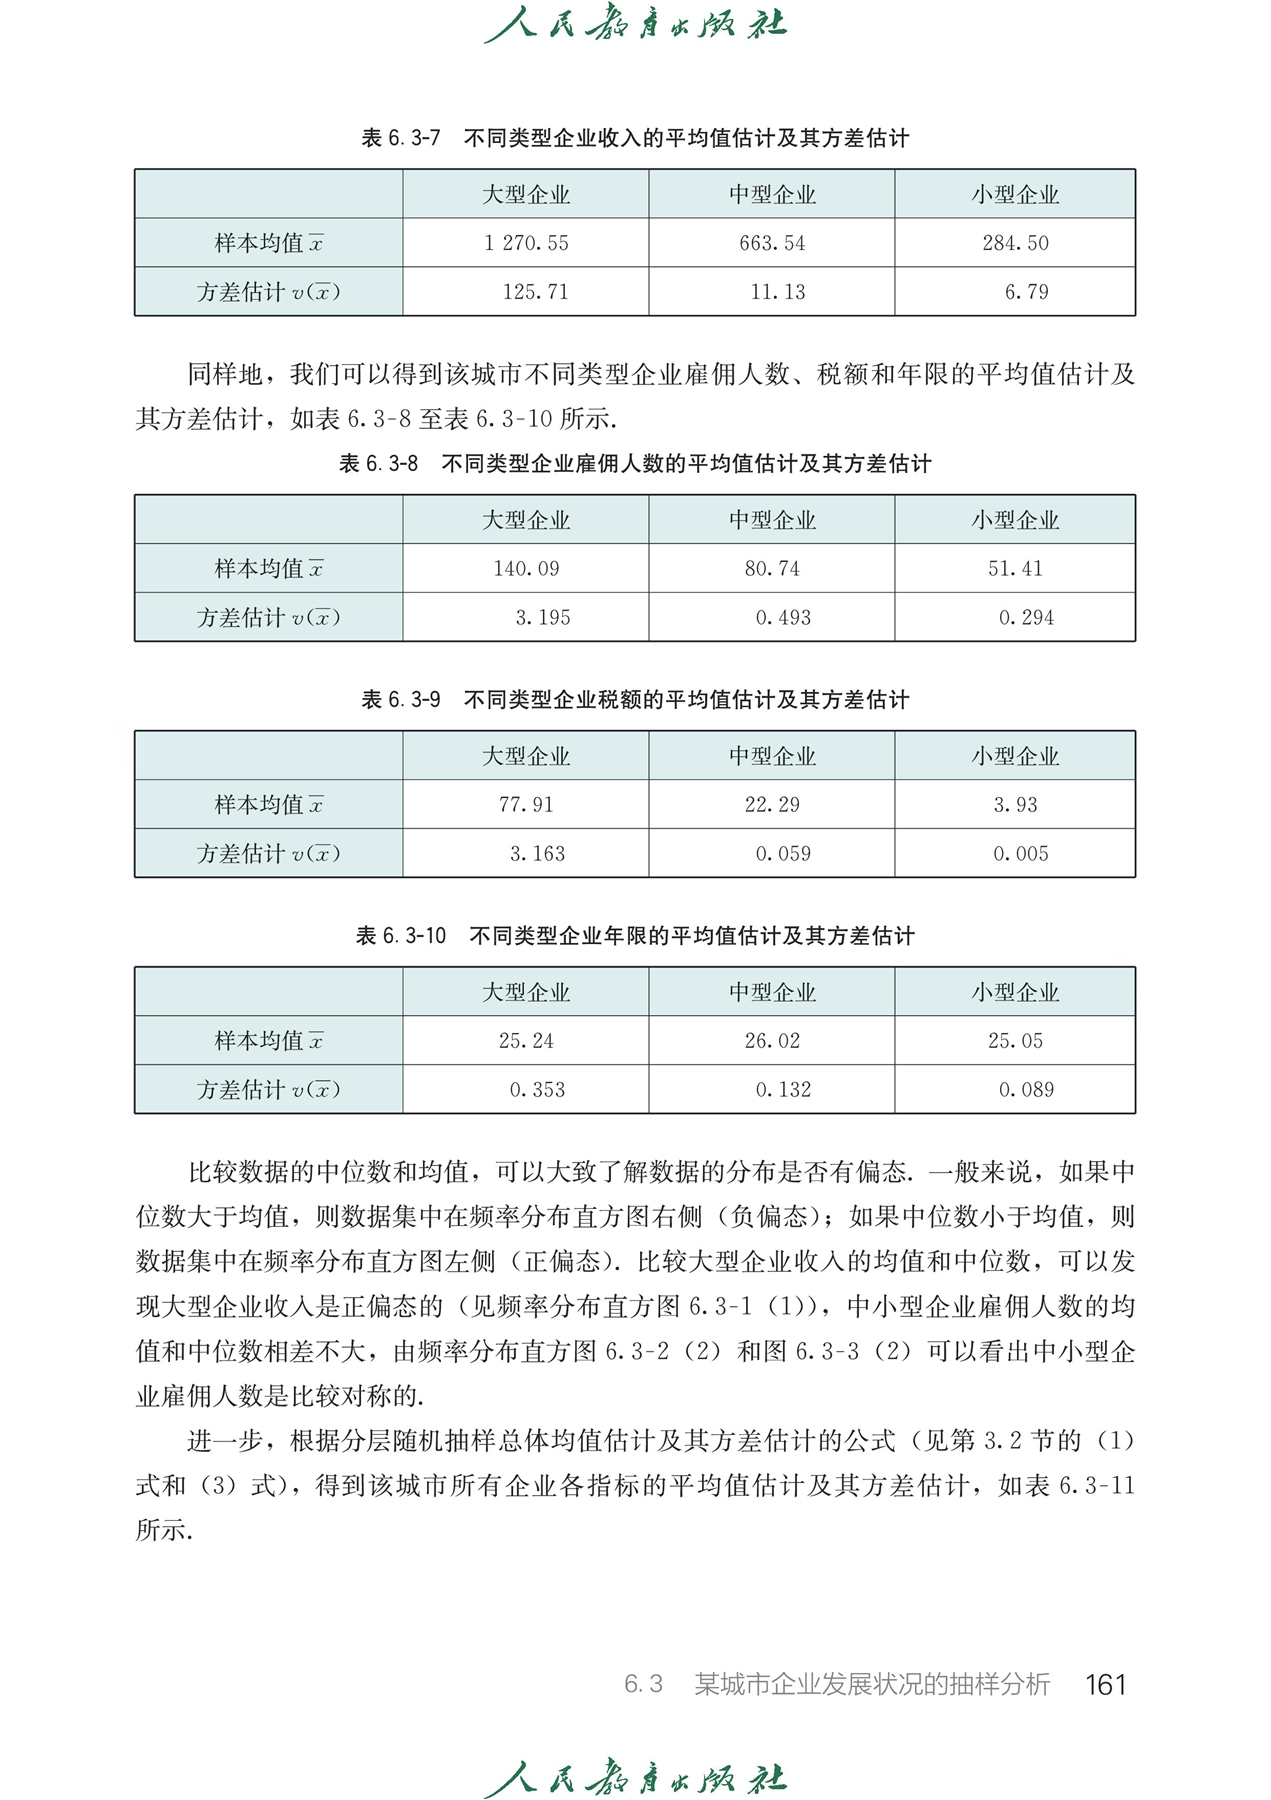 人民教育出版社
表 6.3-7 不同类型企业收入的平均值估计及其方差估计
大型企业 中型企业 小型企业
样本均值 x̅ 1 270.55 663.54 284.50
方差估计 v(x̅) 125.71 11.13 6.79
同样地，我们可以得到该城市不同类型企业雇佣人数、税额和年限的平均值估计及
其方差估计，如表 6.3-8 至表 6.3-10 所示.
表 6.3-8 不同类型企业雇佣人数的平均值估计及其方差估计
大型企业 中型企业 小型企业
样本均值 x̅ 140.09 80.74 51.41
方差估计 v(x̅) 3.195 0.493 0.294
表 6.3-9 不同类型企业税额的平均值估计及其方差估计
大型企业 中型企业 小型企业
样本均值 x̅ 77.91 22.29 3.93
方差估计 v(x̅) 3.163 0.059 0.005
表 6.3-10 不同类型企业年限的平均值估计及其方差估计
大型企业 中型企业 小型企业
样本均值 x̅ 25.24 26.02 25.05
方差估计 v(x̅) 0.353 0.132 0.089
比较数据的中位数和均值，可以大致了解数据的分布是否有偏态. 一般来说，如果中
位数大于均值，则数据集中在频率分布直方图右侧（负偏态）；如果中位数小于均值，则
数据集中在频率分布直方图左侧（正偏态）. 比较大型企业收入的均值和中位数，可以发
现大型企业收入是正偏态的（见频率分布直方图 6.3-1（1）），中小型企业雇佣人数的均
值和中位数相差不大，由频率分布直方图 6.3-2（2）和图 6.3-3（2）可以看出中小型企
业雇佣人数是比较对称的.
进一步，根据分层随机抽样总体均值估计及其方差估计的公式（见第 3.2 节的（1）
式和（3）式），得到该城市所有企业各指标的平均值估计及其方差估计，如表 6.3-11
所示.
6.3 某城市企业发展状况的抽样分析 161
人民教育出版社